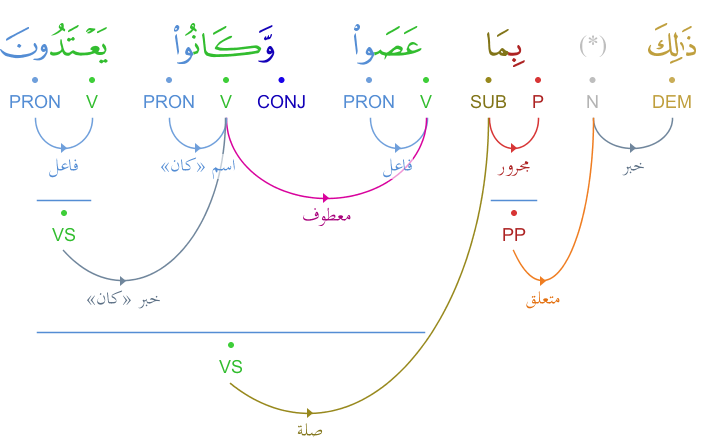 ذَٰلِكَ (*) بِمَا عَصَوا۟ وَّكَانُوا۟ يَعْتَدُونَ
PRON V PRON V CONJ PRON V SUB P N DEM
فاعل اسم «كان» فاعل مجرور خبر
معطوف
VS PP
خبر «كان» متعلق
VS
صلة